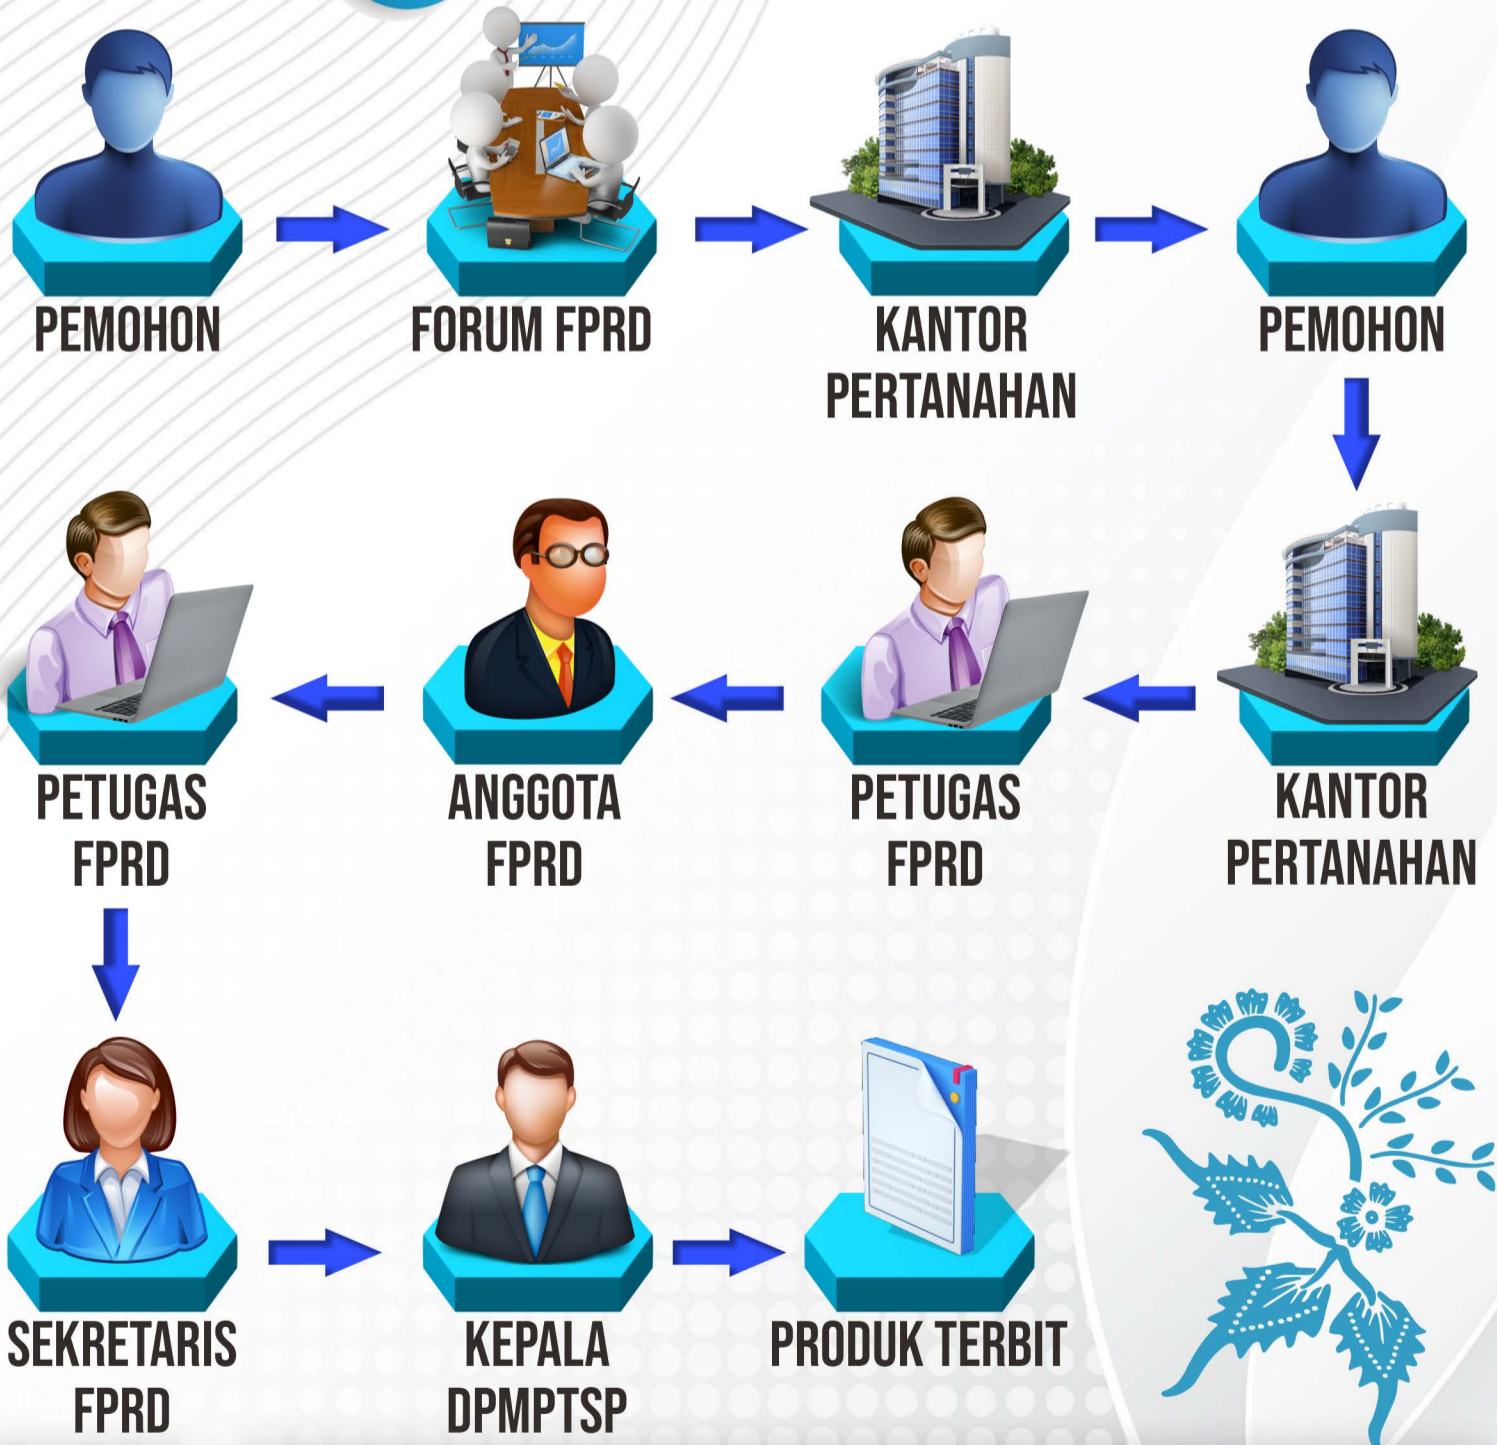 PEMOHON
FORUM FPRD
KANTOR
PERTANAHAN
PEMOHON
KANTOR
PERTANAHAN
PETUGAS
FPRD
ANGGOTA
FPRD
PETUGAS
FPRD
SEKRETARIS
FPRD
KEPALA
DPMPTSP
PRODUK TERBIT